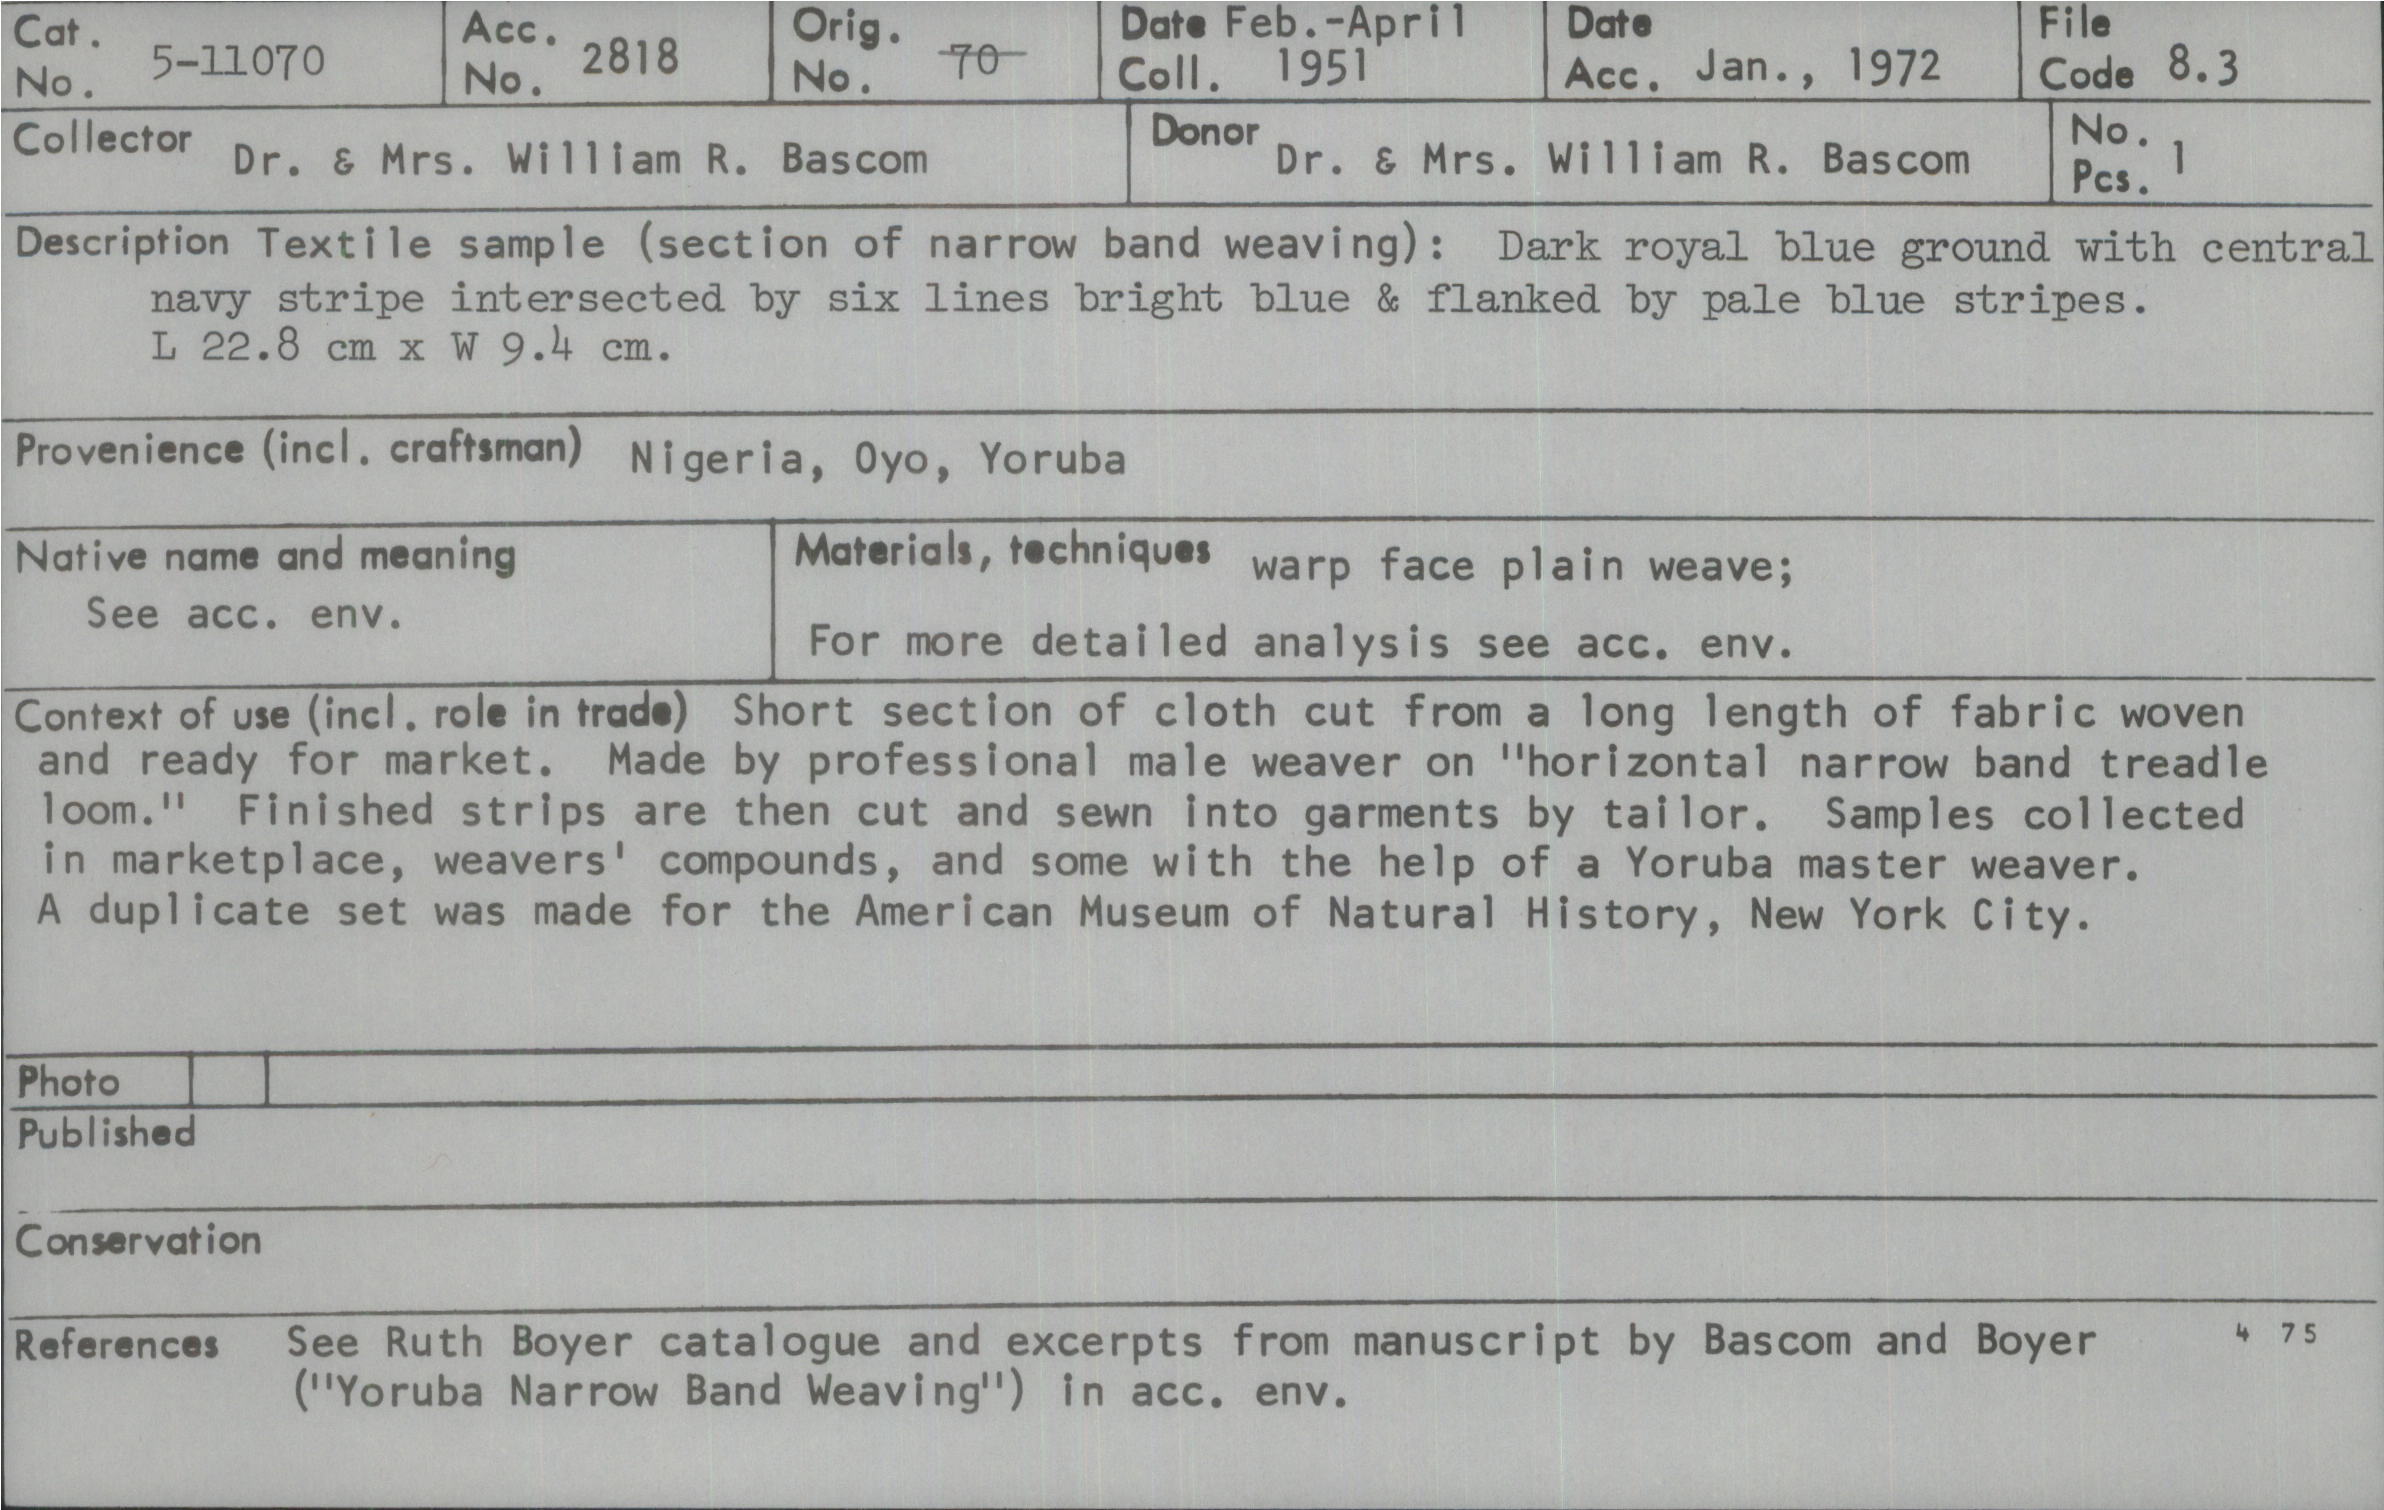 Cat. No. 5-11070 Acc. No. 2818 Orig. No. 70 Date Coll. Feb.-April 1951 Date Acc. Jan., 1972 File Code 8.3
Collector Dr. & Mrs. William R. Bascom Donor Dr. & Mrs. William R. Bascom No. Pcs. 1
Description Textile sample (section of narrow band weaving): Dark royal blue ground with central
navy stripe intersected by six lines bright blue & flanked by pale blue stripes.
L 22.8 cm x W 9.4 cm.
Provenience (incl. craftsman) Nigeria, Oyo, Yoruba
Native name and meaning
See acc. env.
Materials, techniques warp face plain weave;
For more detailed analysis see acc. env.
Context of use (incl. role in trade) Short section of cloth cut from a long length of fabric woven
and ready for market. Made by professional male weaver on "horizontal narrow band treadle
loom." Finished strips are then cut and sewn into garments by tailor. Samples collected
in marketplace, weavers' compounds, and some with the help of a Yoruba master weaver.
A duplicate set was made for the American Museum of Natural History, New York City.
Photo
Published
Conservation
References See Ruth Boyer catalogue and excerpts from manuscript by Bascom and Boyer 4 75
("Yoruba Narrow Band Weaving") in acc. env.